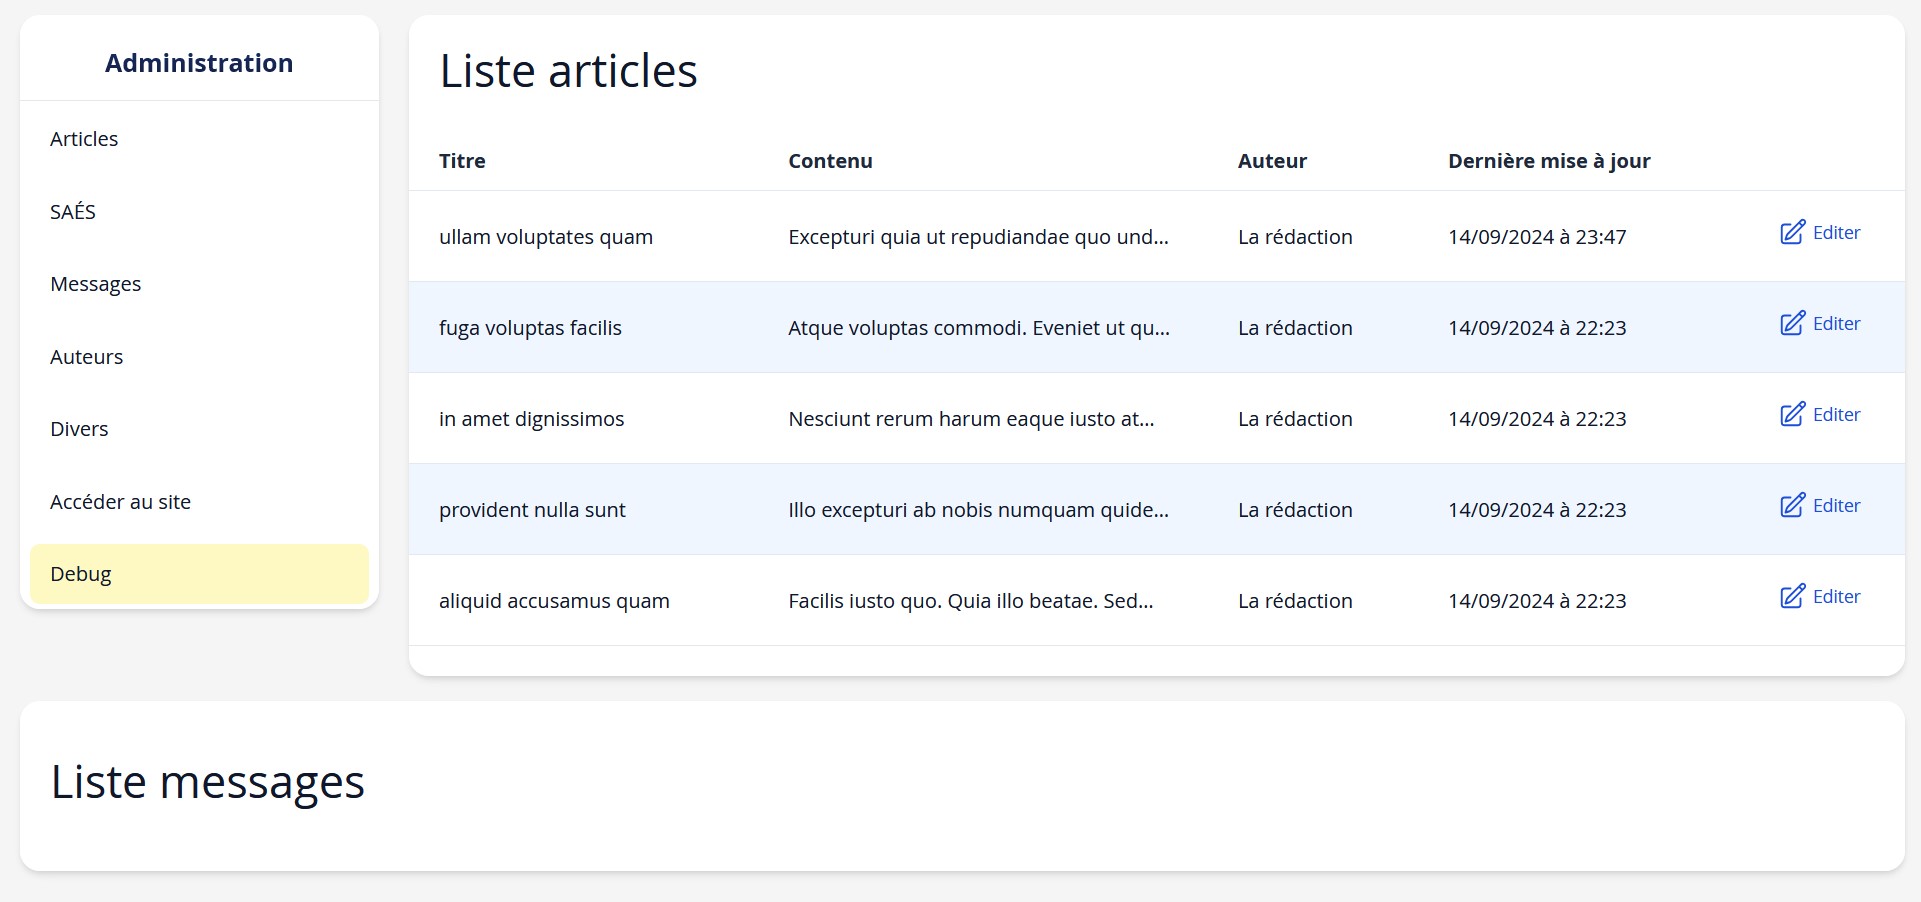 Administration
Articles
SAÉS
Messages
Auteurs
Divers
Accéder au site
Debug
Liste articles
Titre Contenu Auteur Dernière mise à jour
ullam voluptates quam Excepturi quia ut repudiandae quo und... La rédaction 14/09/2024 à 23:47 Editer
fuga voluptas facilis Atque voluptas commodi. Eveniet ut qu... La rédaction 14/09/2024 à 22:23 Editer
in amet dignissimos Nesciunt rerum harum eaque iusto at... La rédaction 14/09/2024 à 22:23 Editer
provident nulla sunt Illo excepturi ab nobis numquam quide... La rédaction 14/09/2024 à 22:23 Editer
aliquid accusamus quam Facilis iusto quo. Quia illo beatae. Sed... La rédaction 14/09/2024 à 22:23 Editer
Liste messages